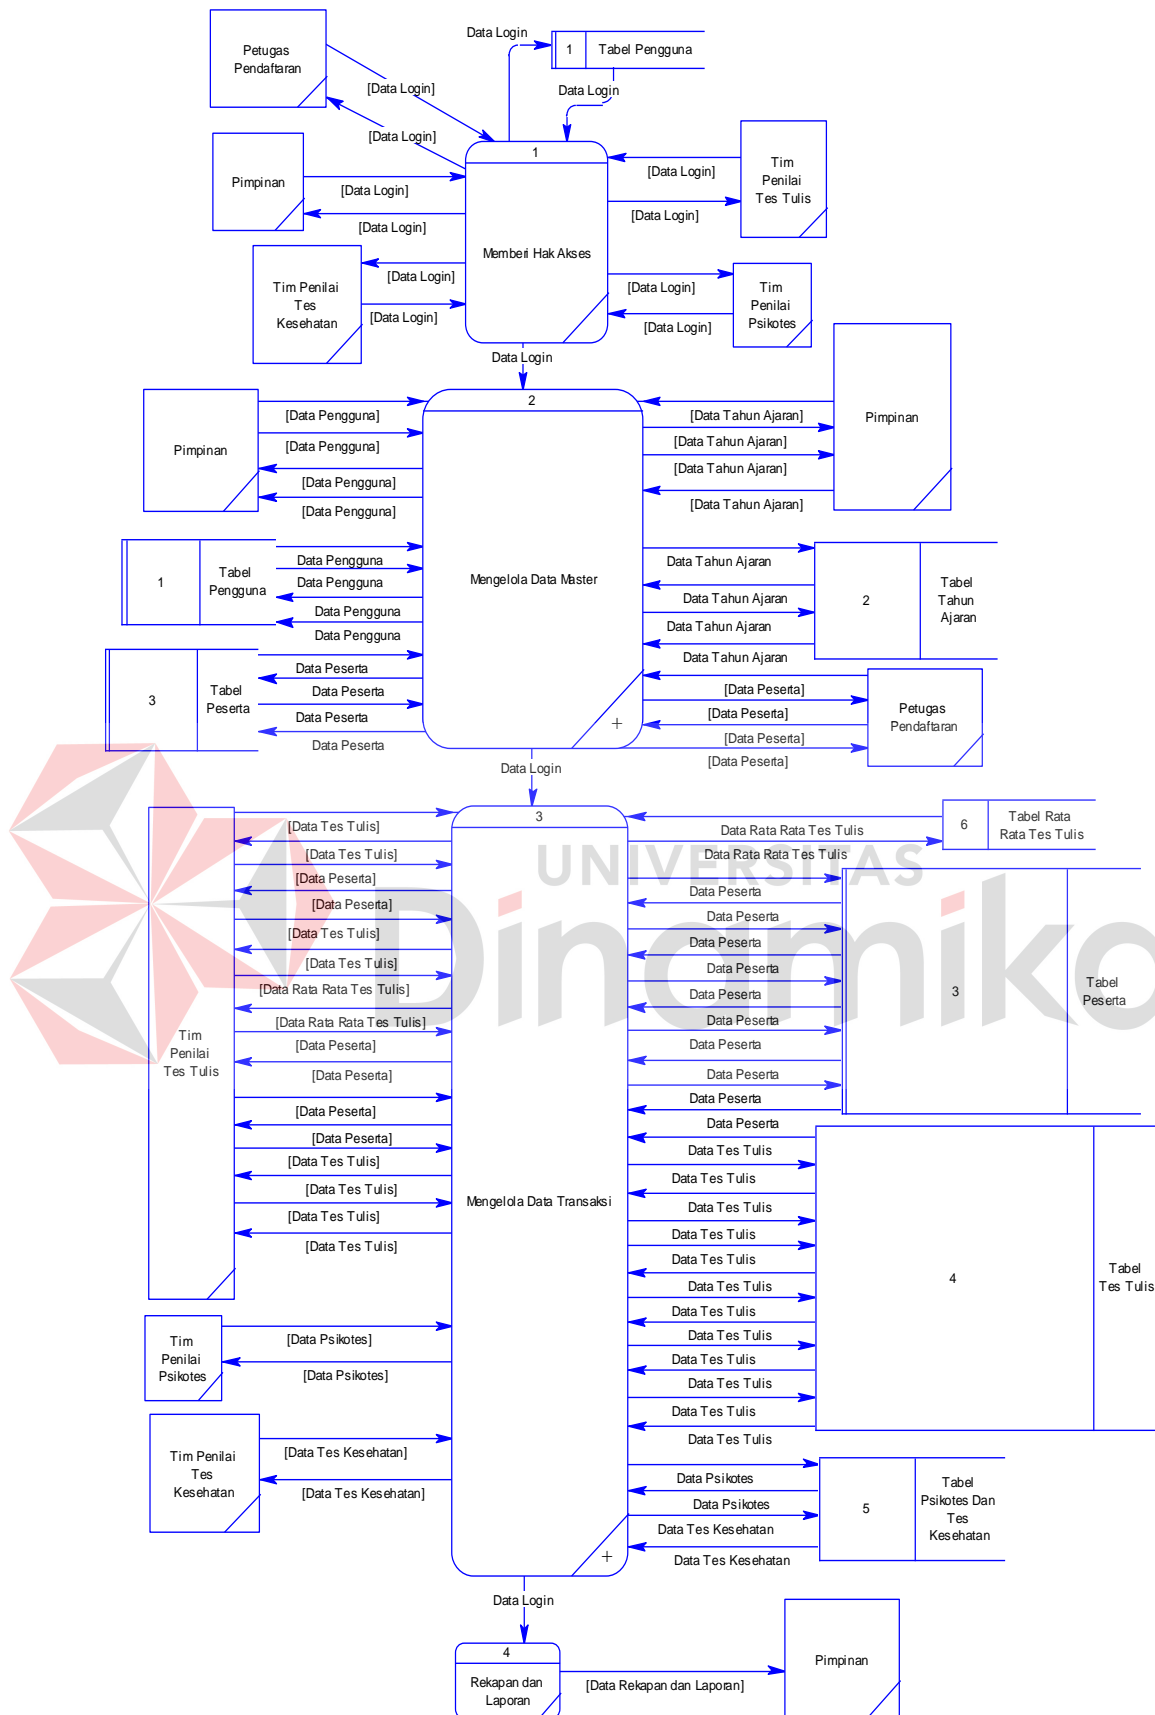 Data Login
Petugas
Pendaftaran
1
Tabel Pengguna
[Data Login]
Data Login
[Data Login]
1
Pimpinan
[Data Login]
[Data Login]
Tim
Penilai
Tes Tulis
[Data Login]
[Data Login]
Memberi Hak Akses
Tim Penilai
Tes
Kesehatan
[Data Login]
[Data Login]
[Data Login]
[Data Login]
Tim
Penilai
Psikotes
Data Login
2
Pimpinan
[Data Pengguna]
[Data Pengguna]
[Data Pengguna]
[Data Pengguna]
[Data Tahun Ajaran]
[Data Tahun Ajaran]
[Data Tahun Ajaran]
[Data Tahun Ajaran]
Pimpinan
1
Tabel
Pengguna
Data Pengguna
Data Pengguna
Data Pengguna
Data Pengguna
Mengelola Data Master
Data Tahun Ajaran
Data Tahun Ajaran
Data Tahun Ajaran
Data Tahun Ajaran
2
Tabel
Tahun
Ajaran
3
Tabel
Peserta
Data Peserta
Data Peserta
Data Peserta
Data Peserta
+
[Data Peserta]
[Data Peserta]
[Data Peserta]
[Data Peserta]
Petugas
Pendaftaran
Data Login
3
[Data Tes Tulis]
[Data Tes Tulis]
[Data Peserta]
[Data Peserta]
[Data Tes Tulis]
[Data Tes Tulis]
[Data Rata Rata Tes Tulis]
[Data Rata Rata Tes Tulis]
[Data Peserta]
[Data Peserta]
[Data Peserta]
[Data Peserta]
[Data Tes Tulis]
[Data Tes Tulis]
[Data Tes Tulis]
[Data Tes Tulis]
Tim
Penilai
Tes Tulis
Data Rata Rata Tes Tulis
Data Rata Rata Tes Tulis
6
Tabel Rata
Rata Tes Tulis
UNIVERSITAS
Dinamika
Data Peserta
Data Peserta
Data Peserta
Data Peserta
Data Peserta
Data Peserta
Data Peserta
Data Peserta
Data Peserta
Data Peserta
3
Tabel
Peserta
Mengelola Data Transaksi
Data Tes Tulis
Data Tes Tulis
Data Tes Tulis
Data Tes Tulis
Data Tes Tulis
Data Tes Tulis
Data Tes Tulis
Data Tes Tulis
Data Tes Tulis
Data Tes Tulis
Data Tes Tulis
Data Tes Tulis
4
Tabel
Tes Tulis
Tim
Penilai
Psikotes
[Data Psikotes]
[Data Psikotes]
Tim Penilai
Tes
Kesehatan
[Data Tes Kesehatan]
[Data Tes Kesehatan]
Data Psikotes
Data Psikotes
Data Tes Kesehatan
Data Tes Kesehatan
5
Tabel
Psikotes Dan
Tes
Kesehatan
+
Data Login
4
Rekapan dan
Laporan
[Data Rekapan dan Laporan]
Pimpinan